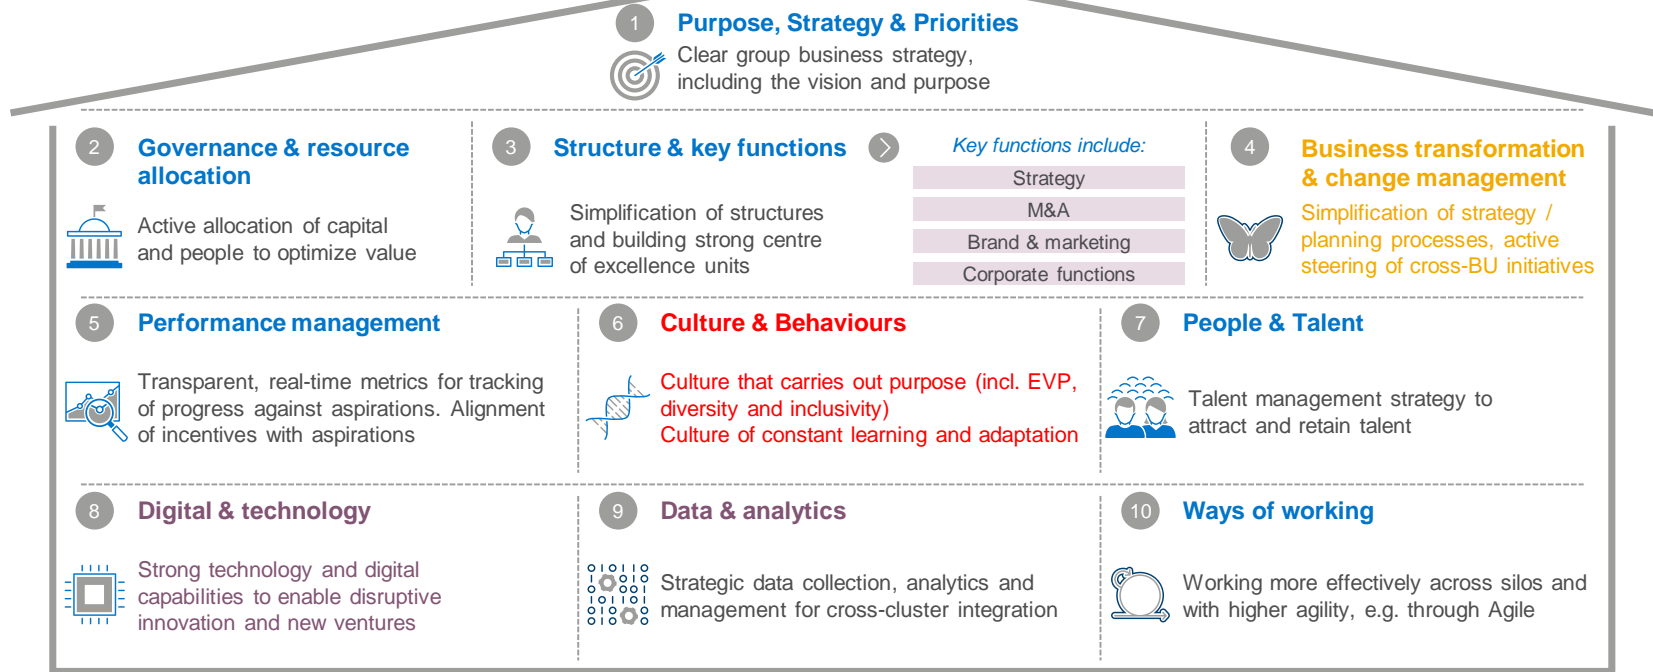 1 Purpose, Strategy & Priorities
Clear group business strategy,
including the vision and purpose
2 Governance & resource
allocation
Active allocation of capital
and people to optimize value
3 Structure & key functions
Simplification of structures
and building strong centre
of excellence units
Key functions include:
Strategy
M&A
Brand & marketing
Corporate functions
4 Business transformation
& change management
Simplification of strategy /
planning processes, active
steering of cross-BU initiatives
5 Performance management
Transparent, real-time metrics for tracking
of progress against aspirations. Alignment
of incentives with aspirations
6 Culture & Behaviours
Culture that carries out purpose (incl. EVP,
diversity and inclusivity)
Culture of constant learning and adaptation
7 People & Talent
Talent management strategy to
attract and retain talent
8 Digital & technology
Strong technology and digital
capabilities to enable disruptive
innovation and new ventures
9 Data & analytics
Strategic data collection, analytics and
management for cross-cluster integration
10 Ways of working
Working more effectively across silos and
with higher agility, e.g. through Agile